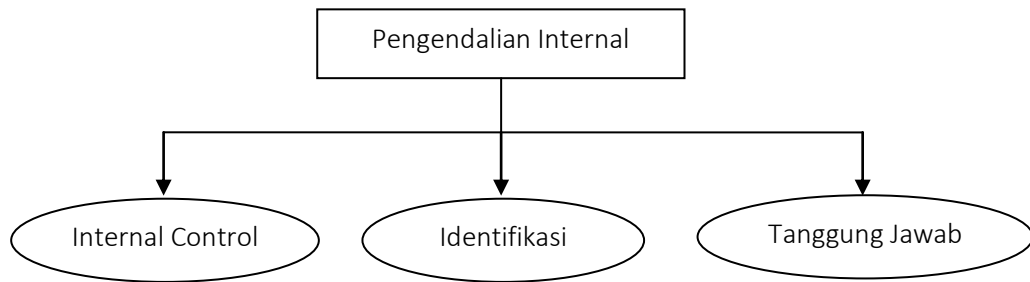 Pengendalian Internal
Internal Control
Identifikasi
Tanggung Jawab